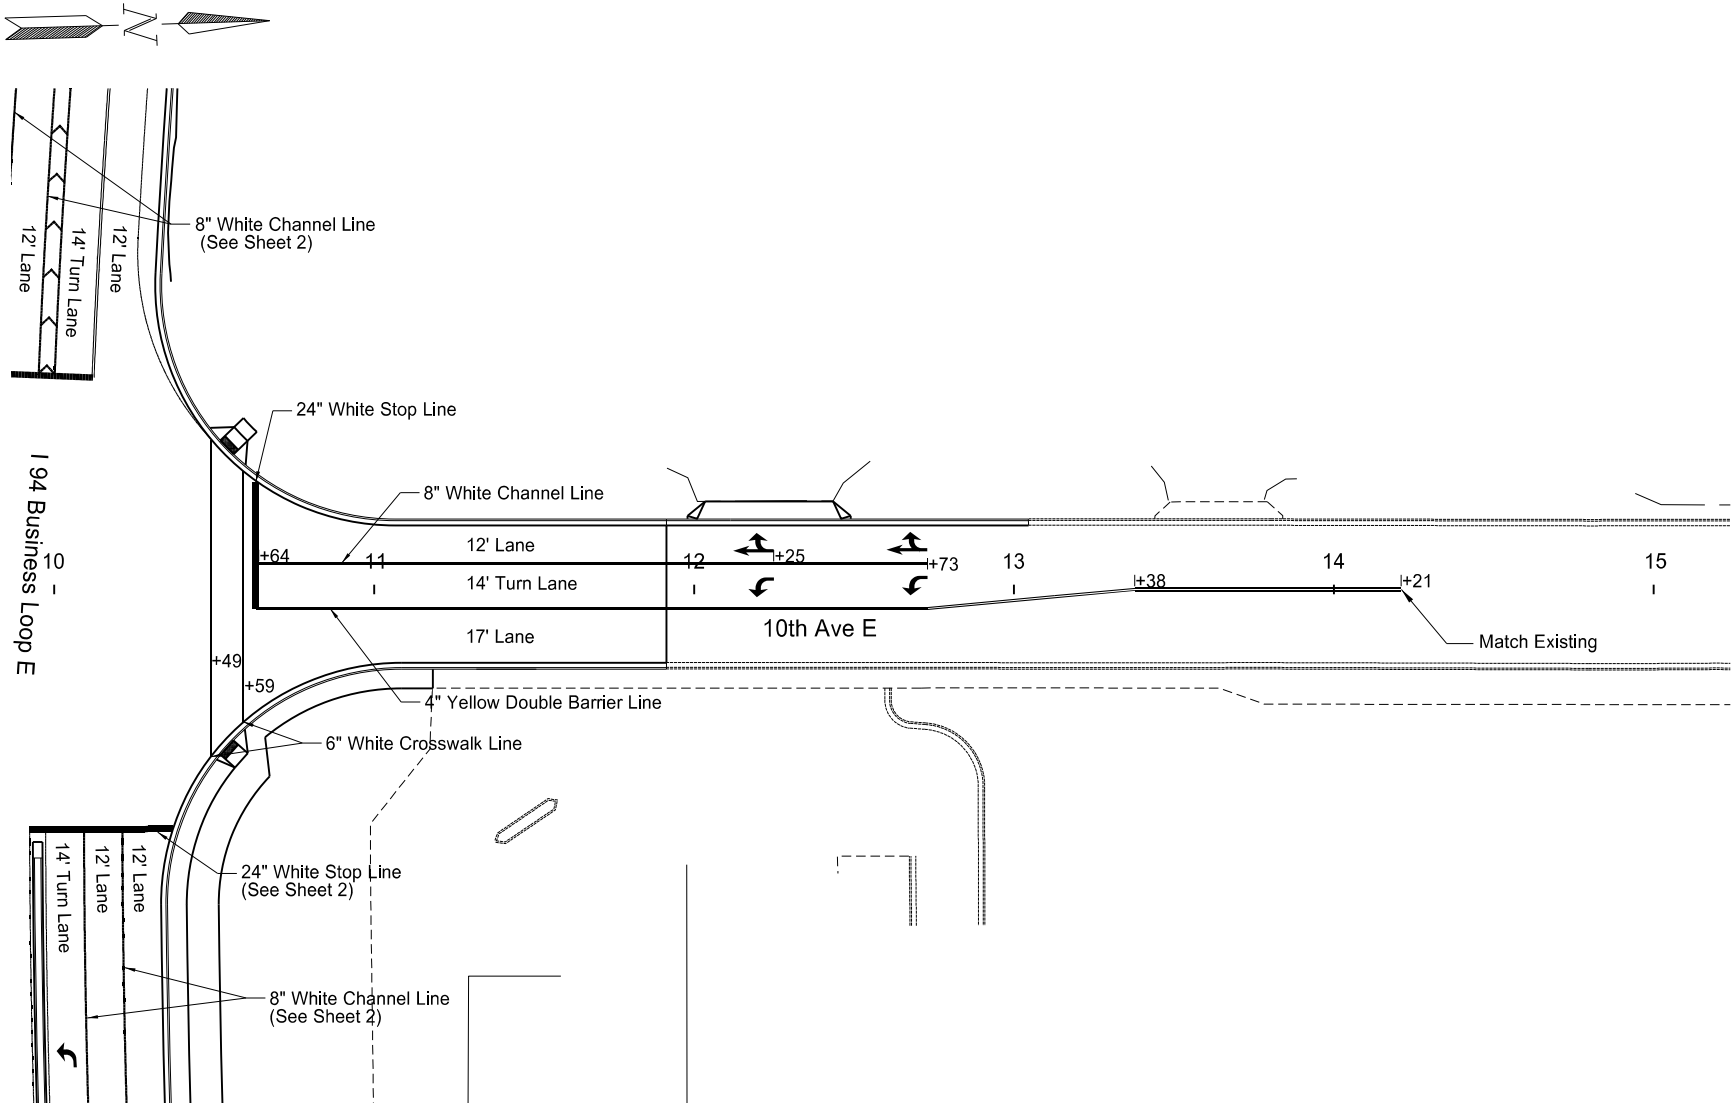 N
8" White Channel Line
(See Sheet 2)
12' Lane
14' Turn Lane
12' Lane
24" White Stop Line
I 94 Business Loop E
8" White Channel Line
12' Lane
10
+64
11
12
+25
+73
13
14
15
14' Turn Lane
+38
+21
17' Lane
10th Ave E
Match Existing
+49
+59
4" Yellow Double Barrier Line
6" White Crosswalk Line
14' Turn Lane
12' Lane
12' Lane
24" White Stop Line
(See Sheet 2)
8" White Channel Line
(See Sheet 2)